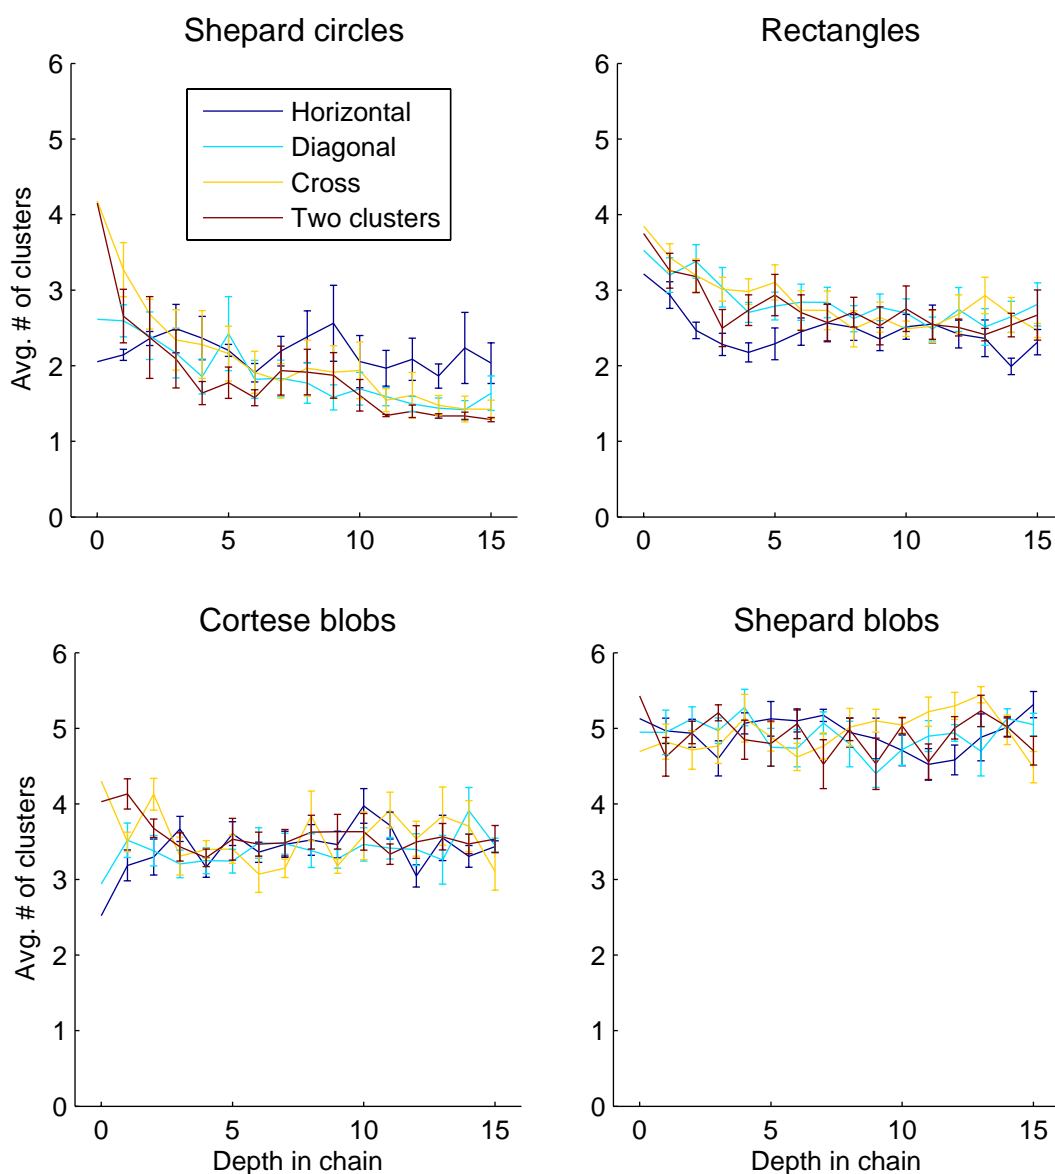 Shepard circles
Rectangles
6
5
4
3
2
1
0
Avg. # of clusters
Horizontal
Diagonal
Cross
Two clusters
0 5 10 15
6
5
4
3
2
1
0
0 5 10 15
Cortese blobs
Shepard blobs
6
5
4
3
2
1
0
Avg. # of clusters
0 5 10 15
Depth in chain
6
5
4
3
2
1
0
0 5 10 15
Depth in chain